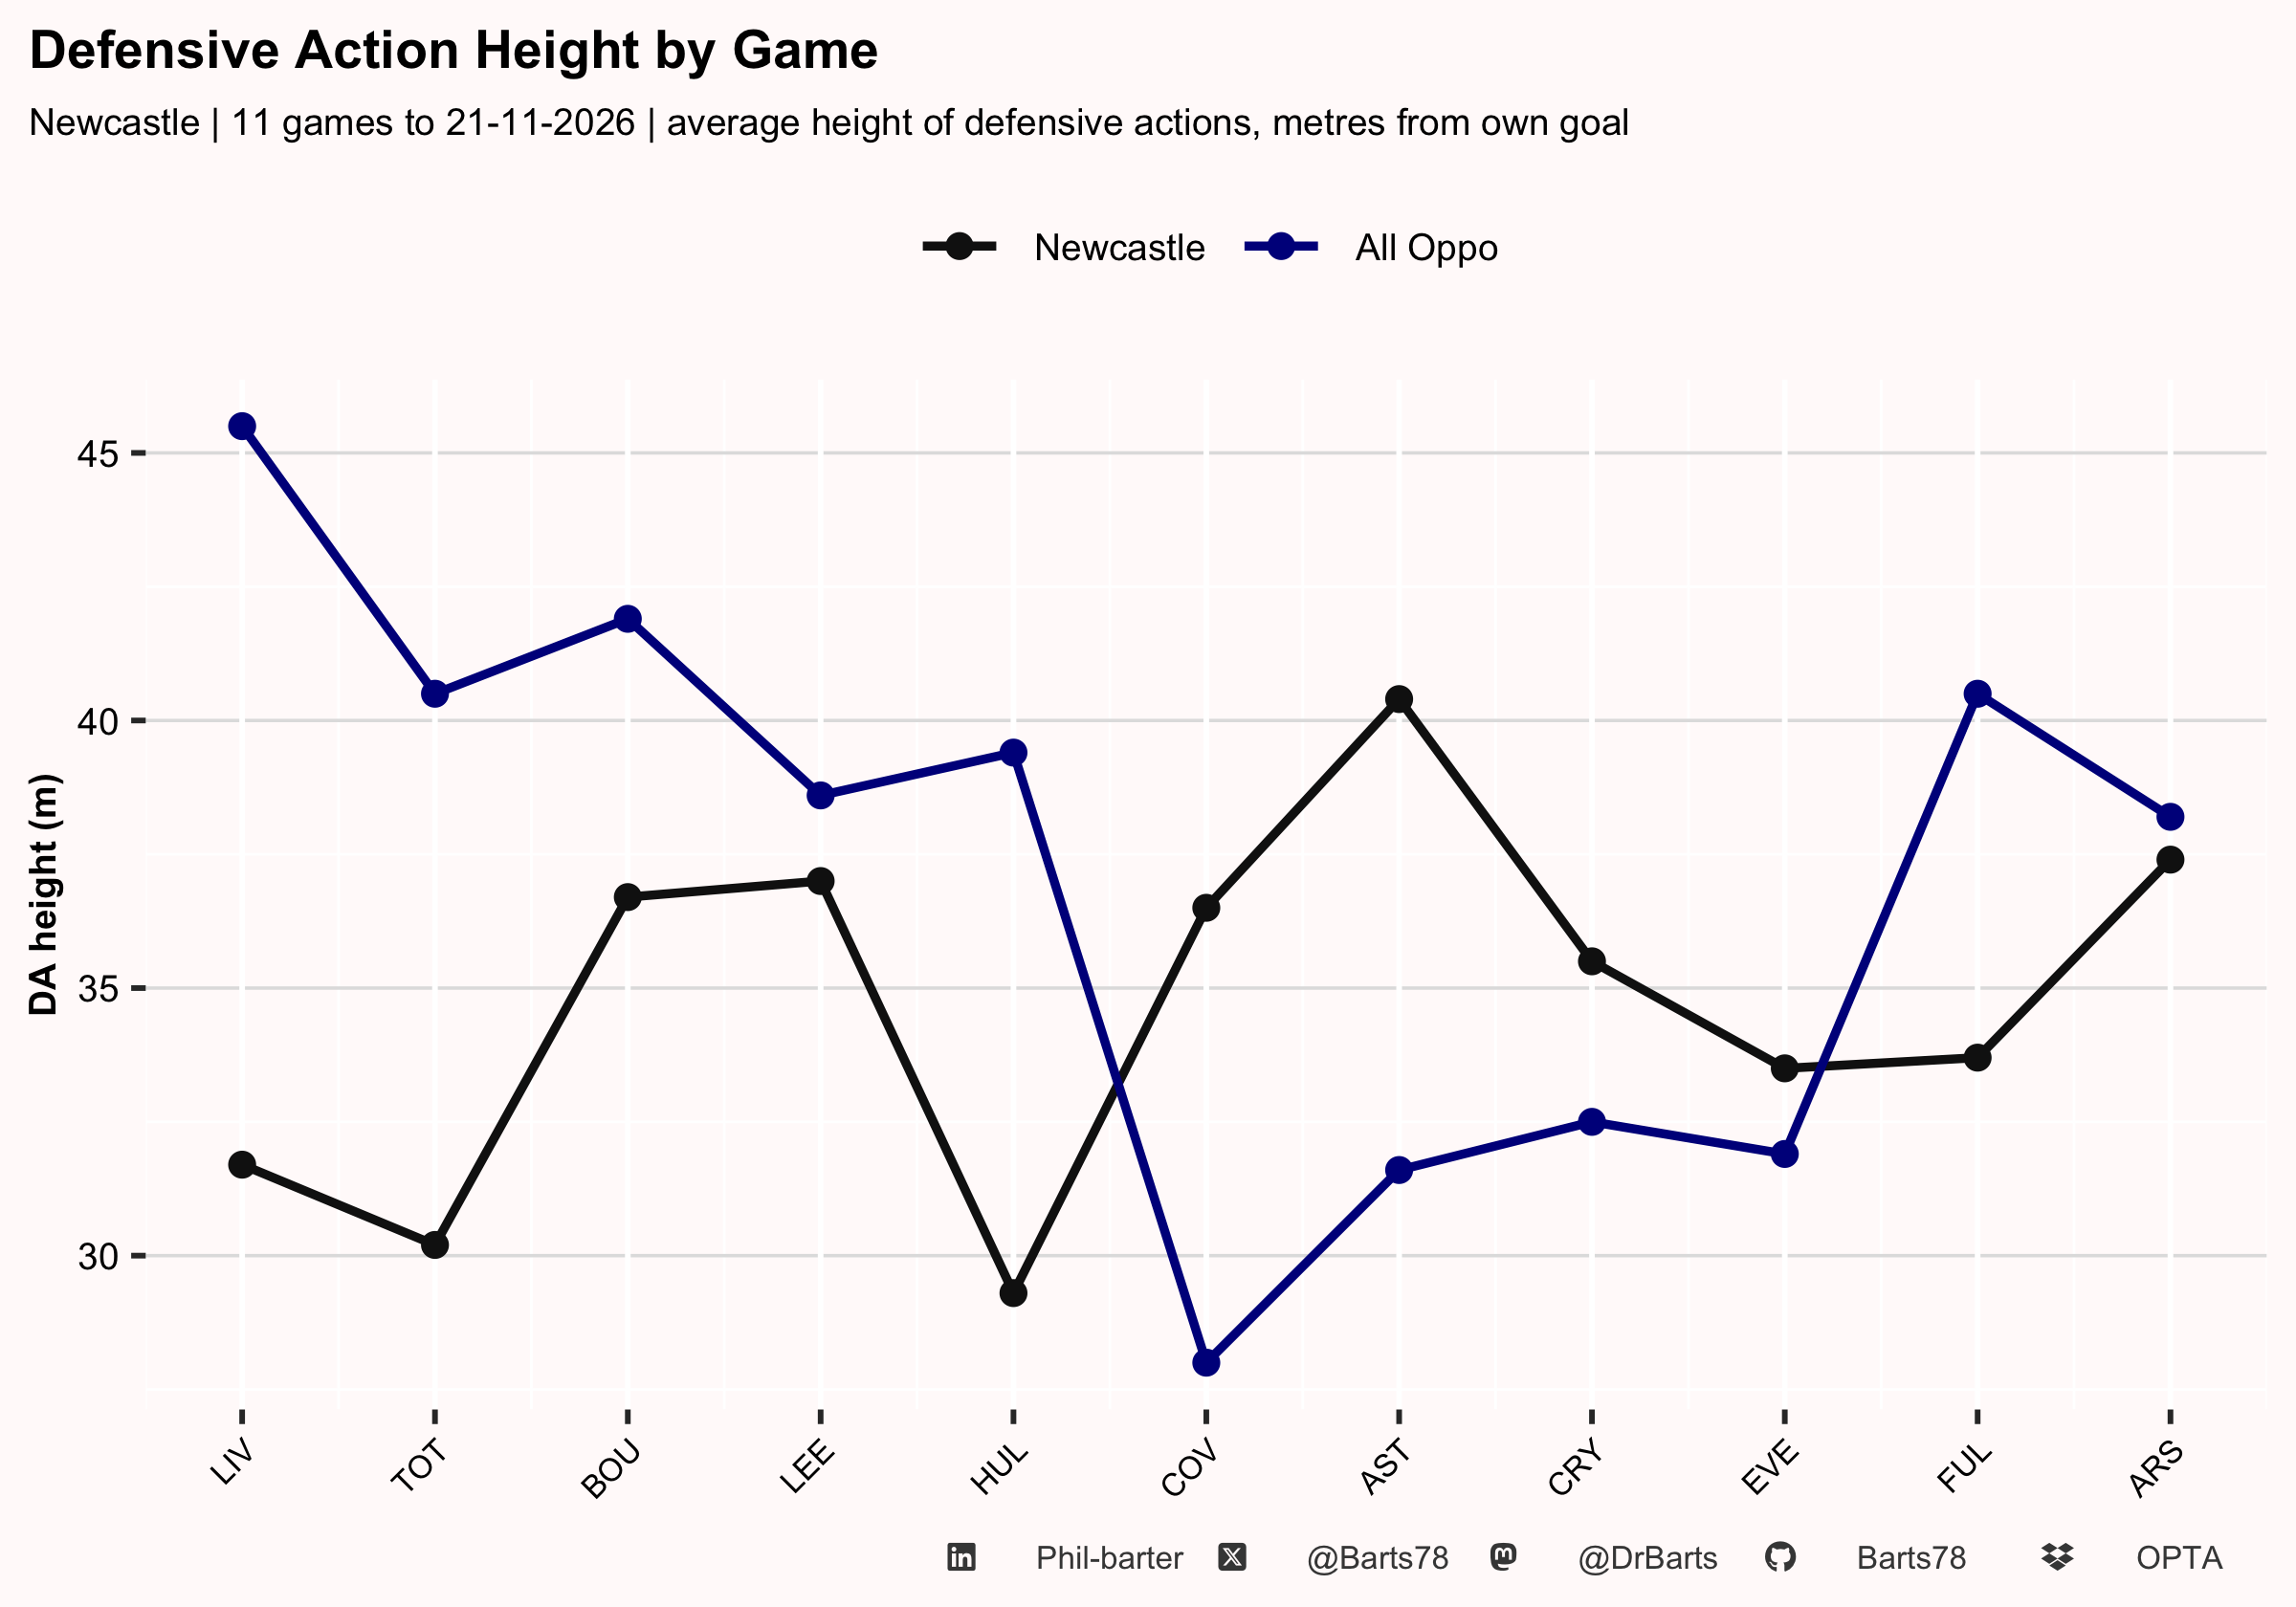 Defensive Action Height by Game
Newcastle | 11 games to 21-11-2026 | average height of defensive actions, metres from own goal
Newcastle All Oppo
DA height (m)
45
40
35
30
LIV TOT BOU LEE HUL COV AST CRY EVE FUL ARS
Phil-barter @Barts78 @DrBarts Barts78 OPTA